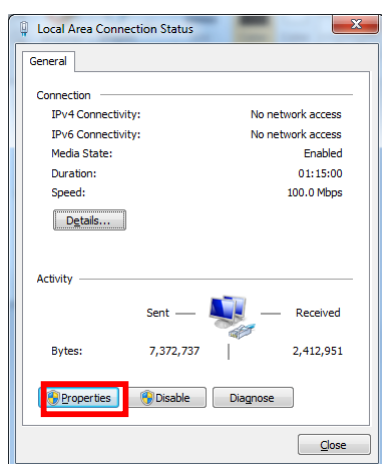 Local Area Connection Status
General
Connection
IPv4 Connectivity: No network access
IPv6 Connectivity: No network access
Media State: Enabled
Duration: 01:15:00
Speed: 100.0 Mbps
Details...
Activity
Sent Received
Bytes: 7,372,737 2,412,951
Properties Disable Diagnose
Close